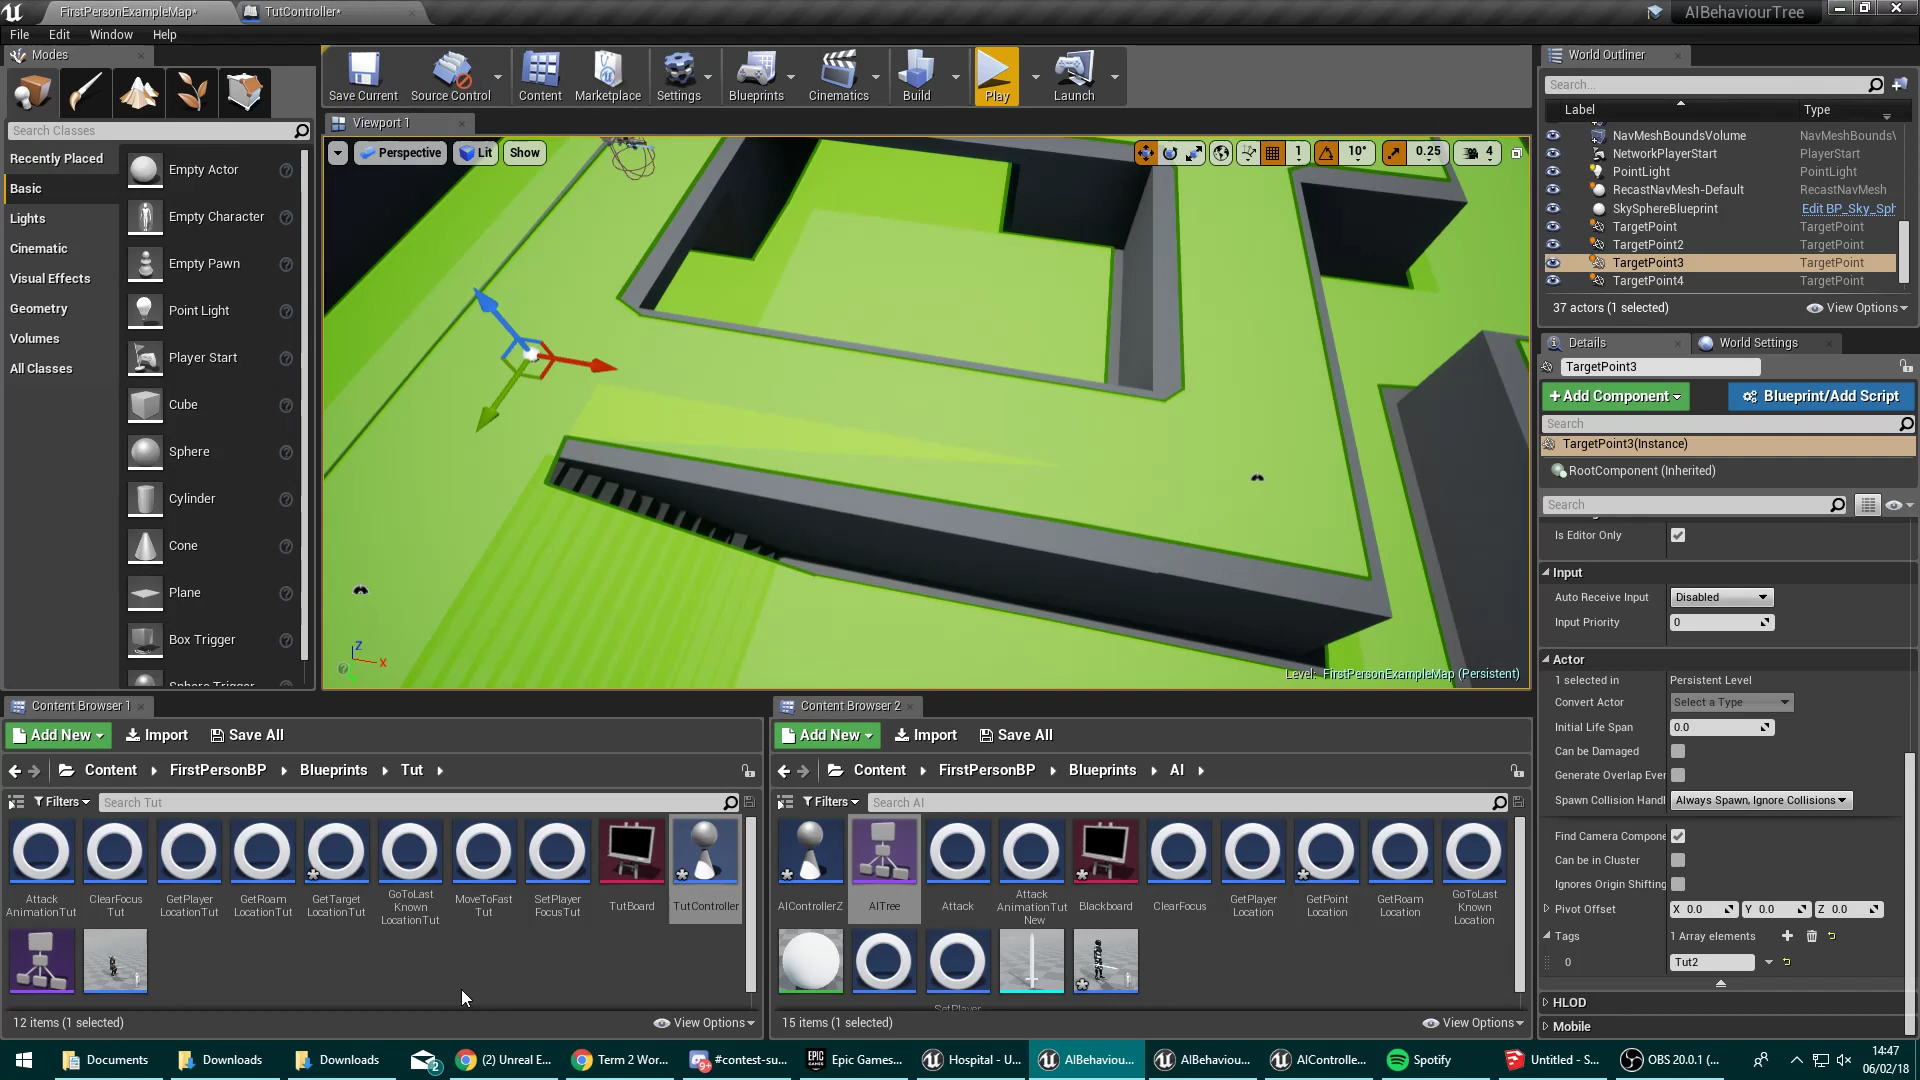 FirstPersonExampleMap*
TutController*
AIBehaviourTree
File Edit Window Help
Modes
Search Classes
Recently Placed
Basic
Lights
Cinematic
Visual Effects
Geometry
Volumes
All Classes
Empty Actor
Empty Character
Empty Pawn
Point Light
Player Start
Cube
Sphere
Cylinder
Cone
Plane
Box Trigger
Sphere Trigger
Save Current
Source Control
Content
Marketplace
Settings
Blueprints
Cinematics
Build
Play
Launch
Viewport 1
Perspective Lit Show
1 10° 0.25 4
Z
X
Level: FirstPersonExampleMap (Persistent)
World Outliner
Search...
Label Type
NavMeshBoundsVolume NavMeshBounds\
NetworkPlayerStart PlayerStart
PointLight PointLight
RecastNavMesh-Default RecastNavMesh
SkySphereBlueprint Edit BP_Sky_Sph
TargetPoint TargetPoint
TargetPoint2 TargetPoint
TargetPoint3 TargetPoint
TargetPoint4 TargetPoint
37 actors (1 selected) View Options
Details World Settings
TargetPoint3
+Add Component Blueprint/Add Script
Search
TargetPoint3(Instance)
RootComponent (Inherited)
Search
Is Editor Only
Input
Auto Receive Input Disabled
Input Priority 0
Actor
1 selected in Persistent Level
Convert Actor Select a Type
Initial Life Span 0.0
Can be Damaged
Generate Overlap Ever
Spawn Collision Handl Always Spawn, Ignore Collisions
Find Camera Compone
Can be in Cluster
Ignores Origin Shifting
Pivot Offset X 0.0 Y 0.0 Z 0.0
Tags 1 Array elements
0 Tut2
HLOD
Mobile
Content Browser 1
Add New Import Save All
Content FirstPersonBP Blueprints Tut
Filters Search Tut
Attack AnimationTut
ClearFocus Tut
GetPlayer LocationTut
GetRoam LocationTut
GetTarget LocationTut
GoToLast Known LocationTut
MoveToFast Tut
SetPlayer FocusTut
TutBoard
TutController
12 items (1 selected) View Options
Content Browser 2
Add New Import Save All
Content FirstPersonBP Blueprints AI
Filters Search AI
AIControllerZ
AITree
Attack
Attack AnimationTut New
Blackboard
ClearFocus
GetPlayer Location
GetPoint Location
GetRoam Location
GoToLast Known Location
SetPlayer
15 items (1 selected) View Options
Documents
Downloads
Downloads
2
(2) Unreal E...
Term 2 Wor...
9+
#contest-su...
EPIC GAMES
Epic Games...
Hospital - U...
AIBehaviou...
AIBehaviou...
AIControlle...
Spotify
Untitled - S...
OBS 20.0.1 (...
14:47
06/02/18